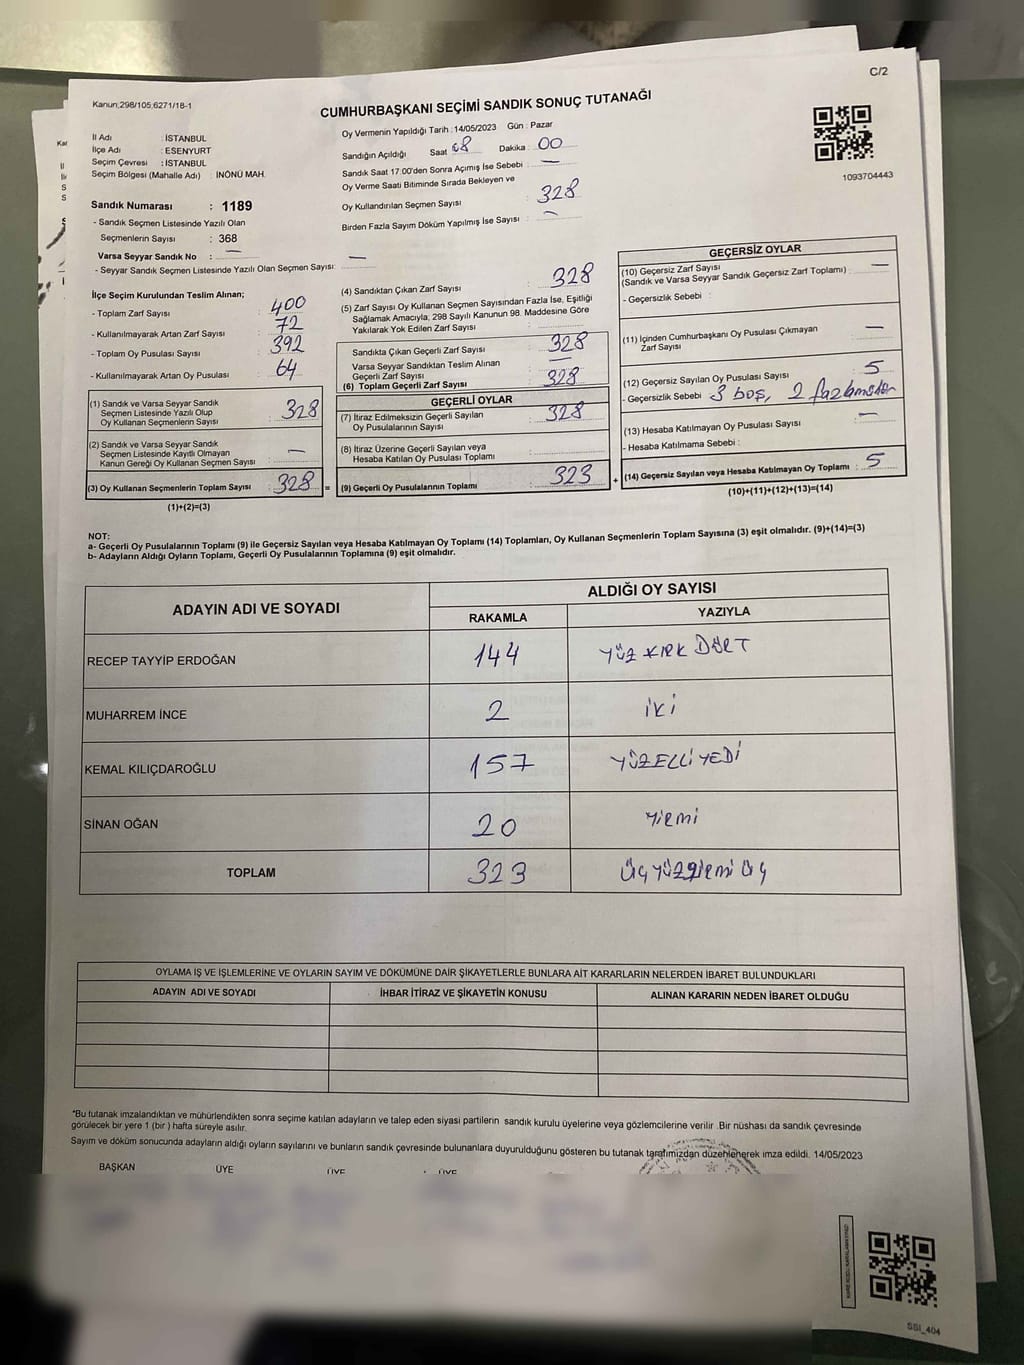 C/2
Kanun;298/105;6271/18-1
CUMHURBAŞKANI SEÇİMİ SANDIK SONUÇ TUTANAĞI
İl Adı : İSTANBUL
İlçe Adı : ESENYURT
Seçim Çevresi : İSTANBUL
Seçim Bölgesi (Mahalle Adı) : İNÖNÜ MAH.
Oy Vermenin Yapıldığı Tarih : 14/05/2023 Gün : Pazar
Sandığın Açıldığı Saat 08 Dakika : 00
Sandık Saat 17:00'den Sonra Açımış İse Sebebi : —
Oy Verme Saati Bitiminde Sırada Bekleyen ve
Oy Kullandırılan Seçmen Sayısı : 328
Birden Fazla Sayım Döküm Yapılmış İse Sayısı : —
1093704443
Sandık Numarası : 1189
- Sandık Seçmen Listesinde Yazılı Olan
Seçmenlerin Sayısı : 368
Varsa Seyyar Sandık No : —
- Seyyar Sandık Seçmen Listesinde Yazılı Olan Seçmen Sayısı: —
İlçe Seçim Kurulundan Teslim Alınan;
- Toplam Zarf Sayısı : 400
- Kullanılmayarak Artan Zarf Sayısı : 72
- Toplam Oy Pusulası Sayısı : 392
- Kullanılmayarak Artan Oy Pusulası : 64
(1) Sandık ve Varsa Seyyar Sandık
Seçmen Listesinde Yazılı Olup
Oy Kullanan Seçmenlerin Sayısı : 328
(2) Sandık ve Varsa Seyyar Sandık
Seçmen Listesinde Kayıtlı Olmayan
Kanun Gereği Oy Kullanan Seçmen Sayısı : —
(3) Oy Kullanan Seçmenlerin Toplam Sayısı : 328 =
(1)+(2)=(3)
(4) Sandıktan Çıkan Zarf Sayısı : 328
(5) Zarf Sayısı Oy Kullanan Seçmen Sayısından Fazla İse, Eşitliği
Sağlamak Amacıyla; 298 Sayılı Kanunun 98. Maddesine Göre
Yakılarak Yok Edilen Zarf Sayısı :
Sandıkta Çıkan Geçerli Zarf Sayısı : 328
Varsa Seyyar Sandıktan Teslim Alınan
Geçerli Zarf Sayısı : —
(6) Toplam Geçerli Zarf Sayısı : 328
GEÇERLİ OYLAR
(7) İtiraz Edilmeksizin Geçerli Sayılan
Oy Pusulalarının Sayısı : 328
(8) İtiraz Üzerine Geçerli Sayılan veya
Hesaba Katılan Oy Pusulası Toplamı :
(9) Geçerli Oy Pusulalarının Toplamı : 323 +
GEÇERSİZ OYLAR
(10) Geçersiz Zarf Sayısı
(Sandık ve Varsa Seyyar Sandık Geçersiz Zarf Toplamı) : —
- Geçersizlik Sebebi :
(11) İçinden Cumhurbaşkanı Oy Pusulası Çıkmayan
Zarf Sayısı : —
(12) Geçersiz Sayılan Oy Pusulası Sayısı : 5
- Geçersizlik Sebebi : 3 boş, 2 fazla
(13) Hesaba Katılmayan Oy Pusulası Sayısı : —
- Hesaba Katılmama Sebebi :
(14) Geçersiz Sayılan veya Hesaba Katılmayan Oy Toplamı : 5
(10)+(11)+(12)+(13)=(14)
NOT:
a- Geçerli Oy Pusulalarının Toplamı (9) ile Geçersiz Sayılan veya Hesaba Katılmayan Oy Toplamı (14) Toplamları, Oy Kullanan Seçmenlerin Toplam Sayısına (3) eşit olmalıdır. (9)+(14)=(3)
b- Adayların Aldığı Oyların Toplamı, Geçerli Oy Pusulalarının Toplamına (9) eşit olmalıdır.
ADAYIN ADI VE SOYADI ALDIĞI OY SAYISI
RAKAMLA YAZIYLA
RECEP TAYYİP ERDOĞAN 144 YÜZ KIRK DÖRT
MUHARREM İNCE 2 İKİ
KEMAL KILIÇDAROĞLU 157 YÜZELLİ YEDİ
SİNAN OĞAN 20 YİRMİ
TOPLAM 323 ÜÇ YÜZ YİRMİ ÜÇ
OYLAMA İŞ VE İŞLEMLERİNE VE OYLARIN SAYIM VE DÖKÜMÜNE DAİR ŞİKAYETLERLE BUNLARA AİT KARARLARIN NELERDEN İBARET BULUNDUKLARI
ADAYIN ADI VE SOYADI İHBAR İTİRAZ VE ŞİKAYETİN KONUSU ALINAN KARARIN NEDEN İBARET OLDUĞU
*Bu tutanak imzalandıktan ve mühürlendikten sonra seçime katılan adayların ve talep eden siyasi partilerin sandık kurulu üyelerine veya gözlemcilerine verilir .Bir nüshası da sandık çevresinde
görülecek bir yere 1 (bir ) hafta süreyle asılır.
Sayım ve döküm sonucunda adayların aldığı oyların sayılarını ve bunların sandık çevresinde bulunanlara duyurulduğunu gösteren bu tutanak tarafımızdan düzenlenerek imza edildi. 14/05/2023
BAŞKAN ÜYE ÜYE ÜYE
SSI_404